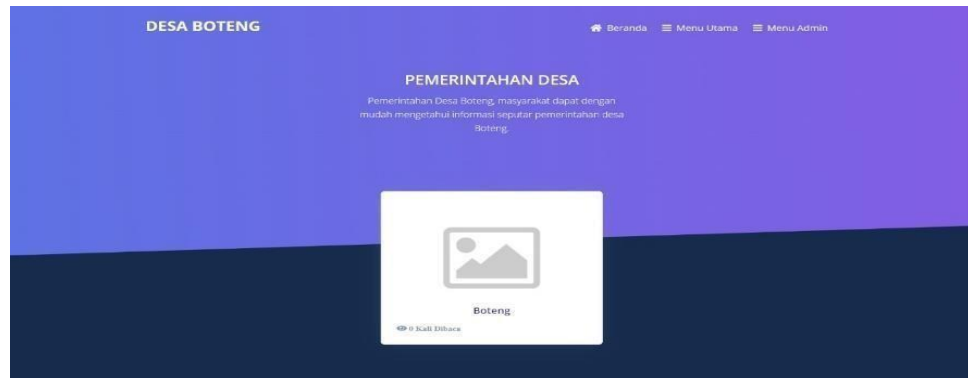 DESA BOTENG
Beranda Menu Utama Menu Admin
PEMERINTAHAN DESA
Pemerintahan Desa Boteng, masyarakat dapat dengan
mudah mengetahui informasi seputar pemerintahan desa
Boteng.
Boteng
0 Kali Dibaca